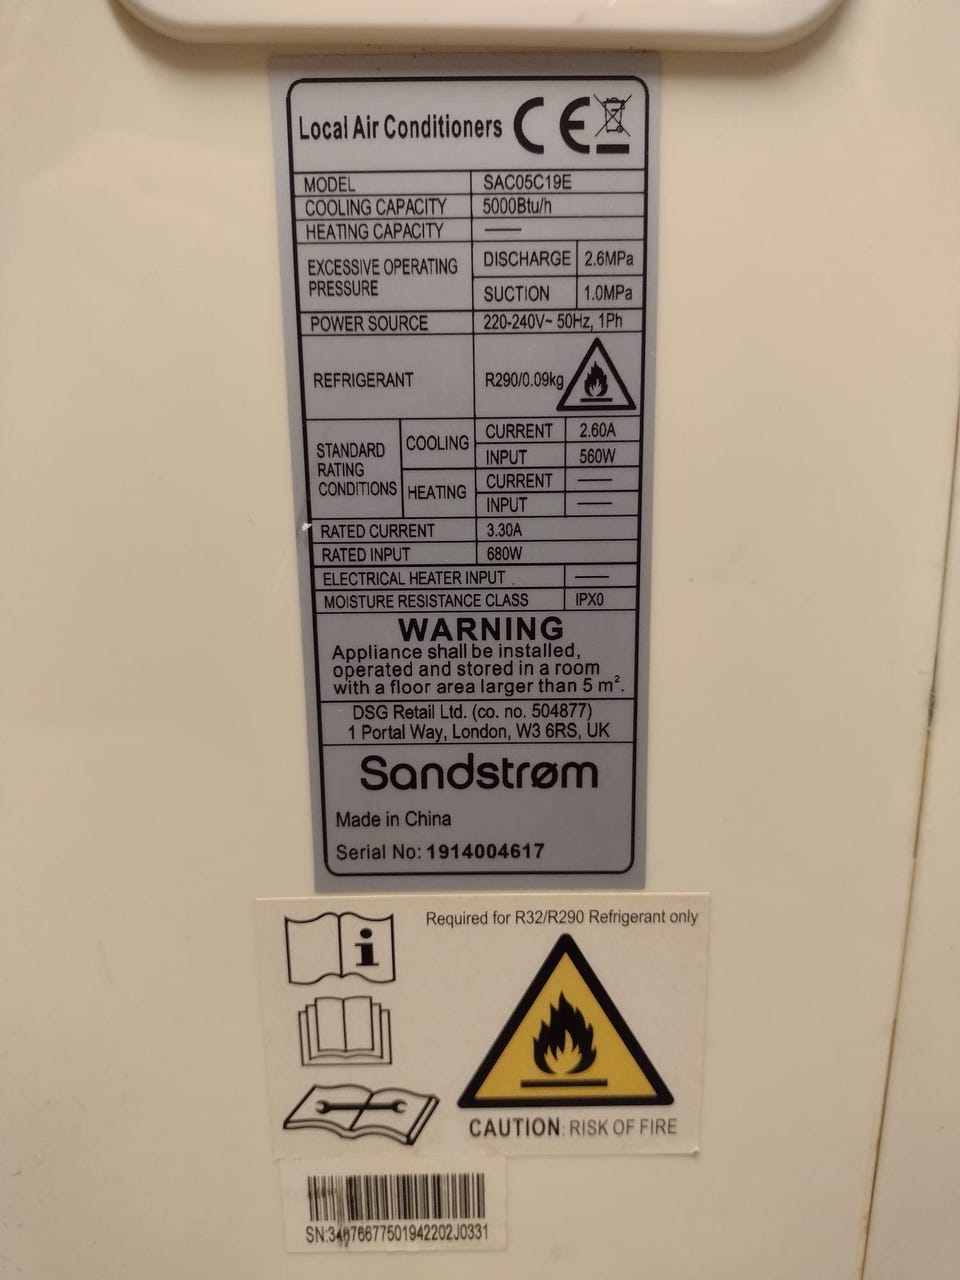 Local Air Conditioners CE
MODEL SAC05C19E
COOLING CAPACITY 5000Btu/h
HEATING CAPACITY —
EXCESSIVE OPERATING PRESSURE DISCHARGE 2.6MPa
SUCTION 1.0MPa
POWER SOURCE 220-240V~ 50Hz, 1Ph
REFRIGERANT R290/0.09kg
STANDARD RATING CONDITIONS COOLING CURRENT 2.60A
INPUT 560W
HEATING CURRENT —
INPUT —
RATED CURRENT 3.30A
RATED INPUT 680W
ELECTRICAL HEATER INPUT —
MOISTURE RESISTANCE CLASS IPX0
WARNING
Appliance shall be installed,
operated and stored in a room
with a floor area larger than 5 m².
DSG Retail Ltd. (co. no. 504877)
1 Portal Way, London, W3 6RS, UK
Sandstrøm
Made in China
Serial No: 1914004617
Required for R32/R290 Refrigerant only
CAUTION: RISK OF FIRE